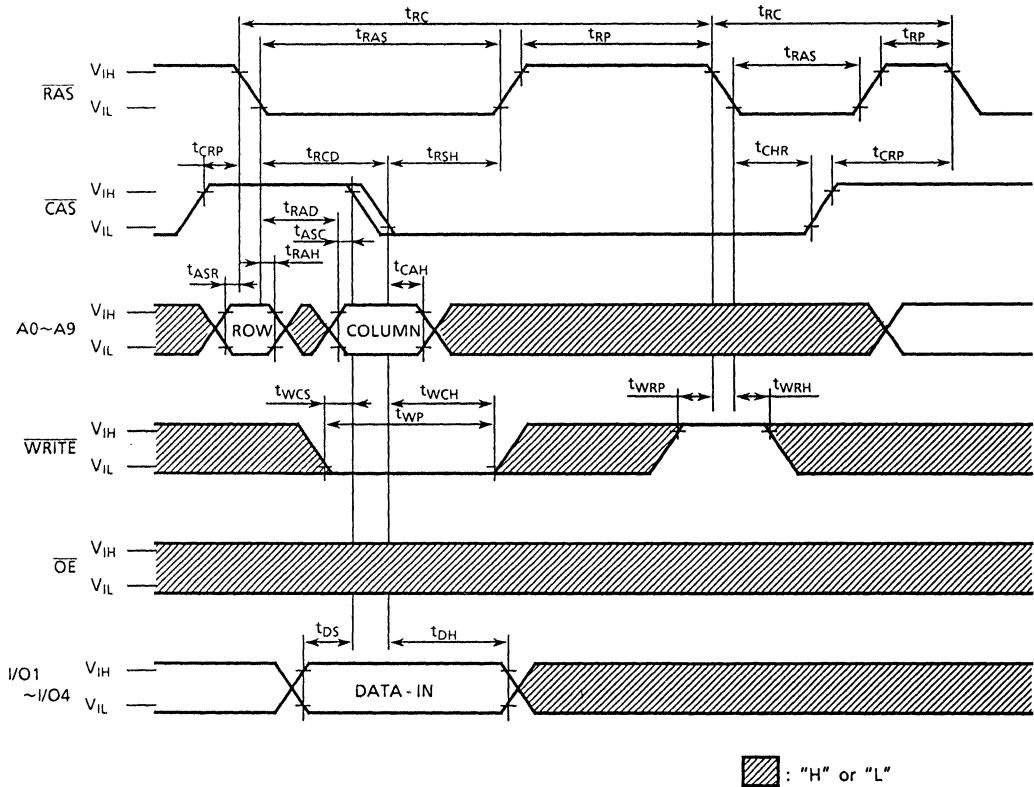 tRC tRC
tRAS tRP tRAS tRP
RAS VIH
VIL
tCRP tRCD tRSH tCHR tCRP
CAS VIH
VIL
tRAD
tASC
tRAH
tASR tCAH
A0~A9 VIH
VIL
ROW COLUMN
tWCS tWCH tWRP tWRH
tWP
WRITE VIH
VIL
OE VIH
VIL
tDS tDH
I/O1 VIH
~I/O4 VIL
DATA - IN
: "H" or "L"